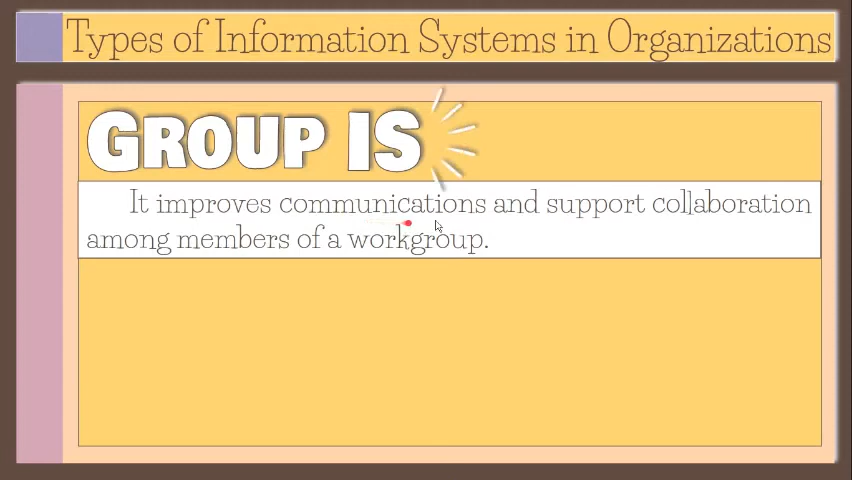 Types of Information Systems in Organizations
GROUP IS
It improves communications and support collaboration
among members of a workgroup.